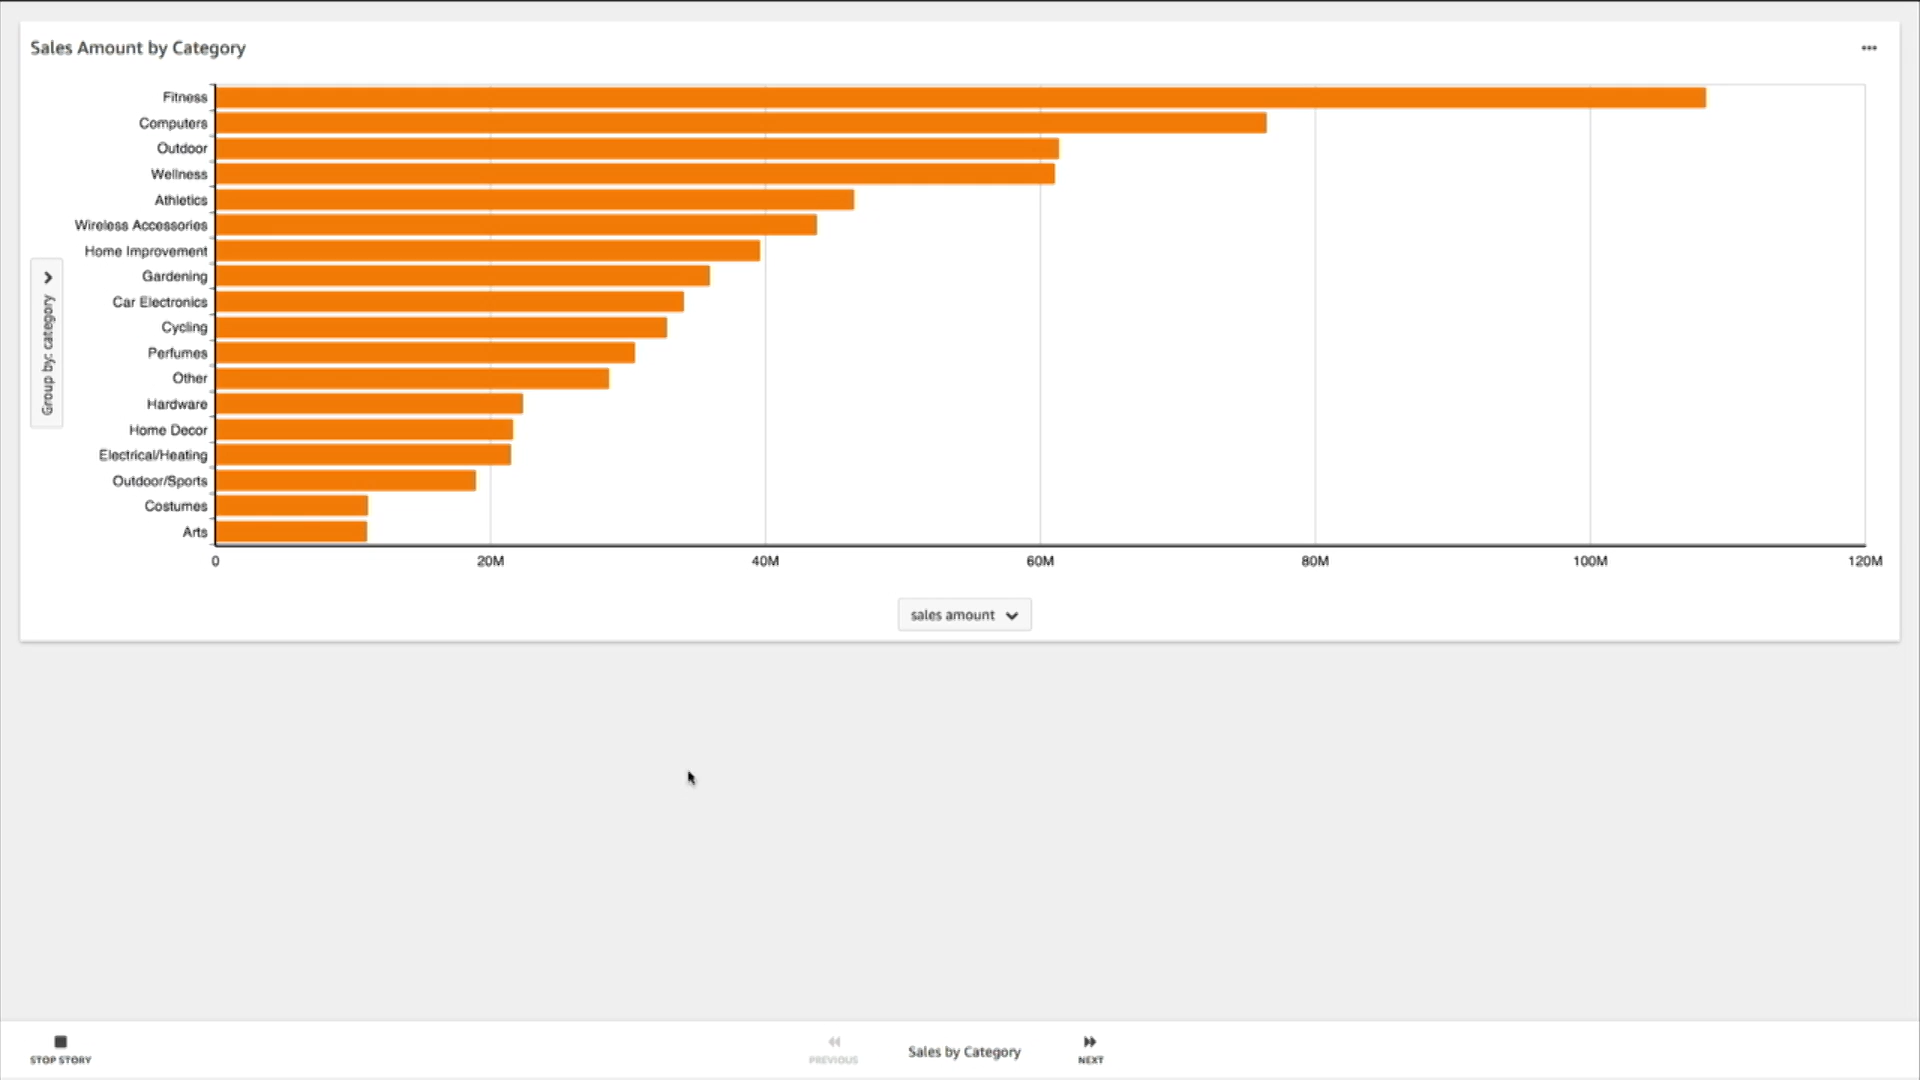 Sales Amount by Category
Fitness
Computers
Outdoor
Wellness
Athletics
Wireless Accessories
Home Improvement
Gardening
Car Electronics
Cycling
Perfumes
Other
Hardware
Home Decor
Electrical/Heating
Outdoor/Sports
Costumes
Arts
Group by: category
0 20M 40M 60M 80M 100M 120M
sales amount
STOP STORY
PREVIOUS
Sales by Category
NEXT